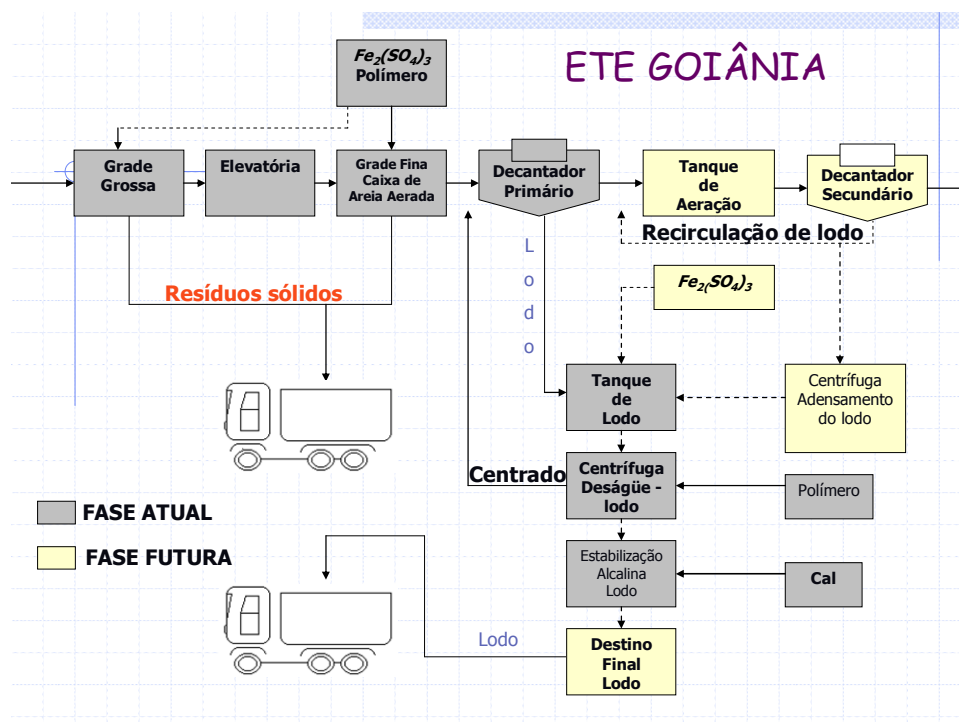 ETE GOIÂNIA
Fe2(SO4)3
Polímero
Grade
Grossa
Elevatória
Grade Fina
Caixa de
Areia Aerada
Decantador
Primário
Tanque
de
Aeração
Decantador
Secundário
Recirculação de lodo
L
o
d
o
Resíduos sólidos
Fe2(SO4)3
Tanque
de
Lodo
Centrífuga
Adensamento
do lodo
Centrado
Centrífuga
Deságüe -
lodo
Polímero
FASE ATUAL
FASE FUTURA
Estabilização
Alcalina
Lodo
Cal
Lodo
Destino
Final
Lodo